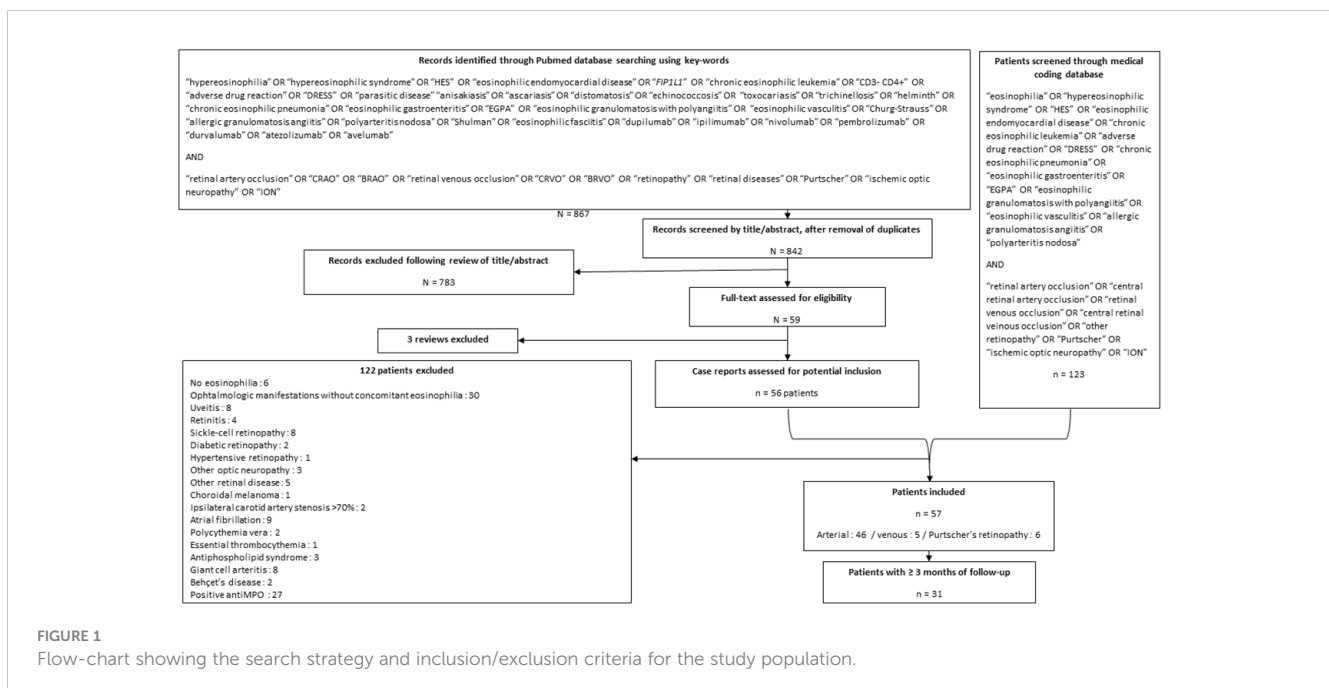 Records identified through Pubmed database searching using key-words
“hypereosinophilia” OR “hypereosinophilic syndrome” OR “HES” OR “eosinophilic endomyocardial disease” OR “FIP1L1” OR “chronic eosinophilic leukemia” OR “CD3- CD4+” OR
“adverse drug reaction” OR “DRESS” OR “parasitic disease” “anisakiasis” OR “ascariasis” OR “distomatosis” OR “echinococcosis” OR “toxocariasis” OR “trichinellosis” OR “helminth” OR
“chronic eosinophilic pneumonia” OR “eosinophilic gastroenteritis” OR “EGPA” OR “eosinophilic granulomatosis with polyangiitis” OR “eosinophilic vasculitis” OR “Churg-Strauss” OR
“allergic granulomatosis angiitis” OR “polyarteritis nodosa” OR “Shulman” OR “eosinophilic fasciitis” OR “dupilumab” OR “ipilimumab” OR “nivolumab” OR “pembrolizumab” OR
“durvalumab” OR “atezolizumab” OR “avelumab”
AND
“retinal artery occlusion” OR “CRAO” OR “BRAO” OR “retinal venous occlusion” OR “CRVO” OR “BRVO” OR “retinopathy” OR “retinal diseases” OR “Purtscher” OR “ischemic optic
neuropathy” OR “ION”
N = 867
Patients screened through medical
coding database
“eosinophilia” OR “hypereosinophilic
syndrome” OR “HES” OR “eosinophilic
endomyocardial disease” OR “chronic
eosinophilic leukemia” OR “adverse
drug reaction” OR “DRESS” OR “chronic
eosinophilic pneumonia” OR
“eosinophilic gastroenteritis” OR
“EGPA” OR “eosinophilic
granulomatosis with polyangiitis” OR
“eosinophilic vasculitis” OR “allergic
granulomatosis angiitis” OR
“polyarteritis nodosa”
AND
“retinal artery occlusion” OR “central
retinal artery occlusion” OR “retinal
venous occlusion” OR “central retinal
veinous occlusion” OR “other
retinopathy” OR “Purtscher” OR
“ischemic optic neuropathy” OR “ION”
n = 123
Records screened by title/abstract, after removal of duplicates
N = 842
Records excluded following review of title/abstract
N = 783
Full-text assessed for eligibility
N = 59
3 reviews excluded
Case reports assessed for potential inclusion
n = 56 patients
122 patients excluded
No eosinophilia : 6
Ophtalmologic manifestations without concomitant eosinophilia : 30
Uveitis : 8
Retinitis : 4
Sickle-cell retinopathy : 8
Diabetic retinopathy : 2
Hypertensive retinopathy : 1
Other optic neuropathy : 3
Other retinal disease : 5
Choroidal melanoma : 1
Ipsilateral carotid artery stenosis >70% : 2
Atrial fibrillation : 9
Polycythemia vera : 2
Essential thrombocythemia : 1
Antiphospholipid syndrome : 3
Giant cell arteritis : 8
Behçet’s disease : 2
Positive antiMPO : 27
Patients included
n = 57
Arterial : 46 / venous : 5 / Purtscher’s retinopathy : 6
Patients with ≥ 3 months of follow-up
n = 31
FIGURE 1
Flow-chart showing the search strategy and inclusion/exclusion criteria for the study population.